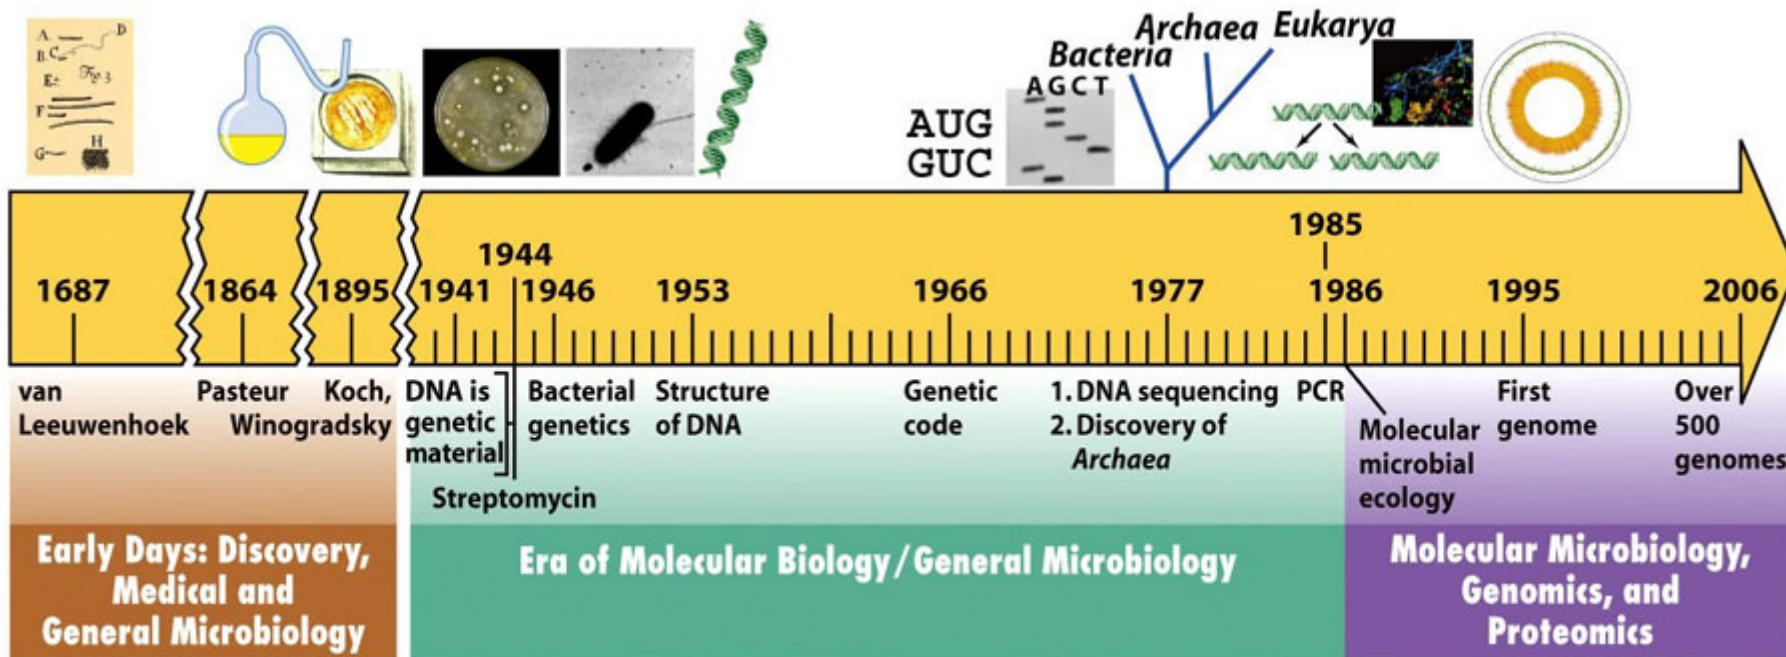 A.
D
B.
C
E
Fig. 3
F
G
H
AUG
GUC
A G C T
Bacteria
Archaea
Eukarya
1985
1944
1687
1864
1895
1941
1946
1953
1966
1977
1986
1995
2006
van
Leeuwenhoek
Pasteur
Koch,
Winogradsky
DNA is
genetic
material
Streptomycin
Bacterial
genetics
Structure
of DNA
Genetic
code
1. DNA sequencing
2. Discovery of
Archaea
PCR
Molecular
microbial
ecology
First
genome
Over
500
genomes
Early Days: Discovery,
Medical and
General Microbiology
Era of Molecular Biology/General Microbiology
Molecular Microbiology,
Genomics, and
Proteomics